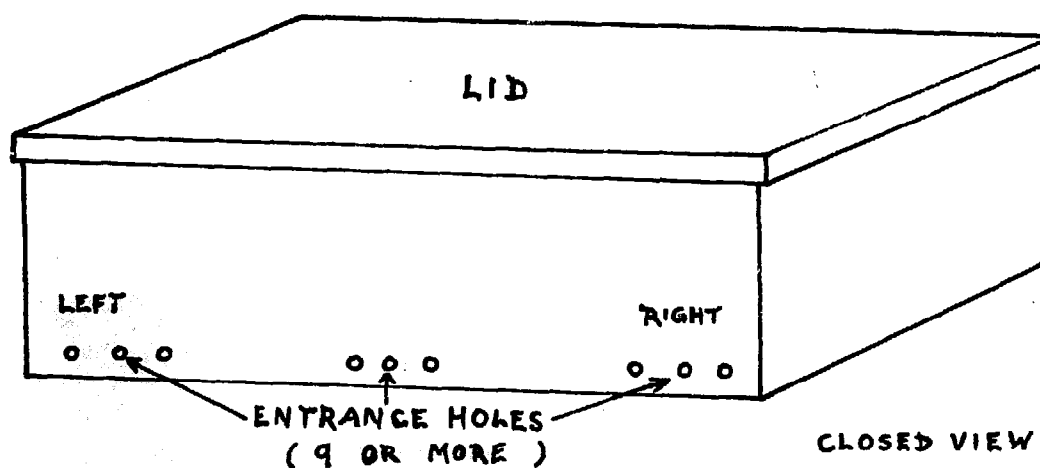 LID
LEFT
RIGHT
ENTRANCE HOLES
( 9 OR MORE )
CLOSED VIEW